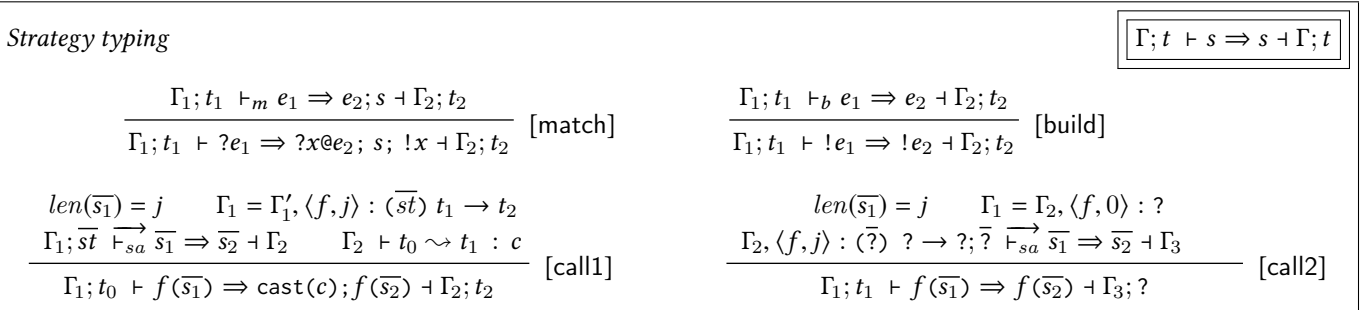 Strategy typing
Γ; t ⊢ s ⇒ s ⊣ Γ; t
Γ₁; t₁ ⊢ₘ e₁ ⇒ e₂; s ⊣ Γ₂; t₂
Γ₁; t₁ ⊢ ?e₁ ⇒ ?x@e₂; s; !x ⊣ Γ₂; t₂ [match]
Γ₁; t₁ ⊢_b e₁ ⇒ e₂ ⊣ Γ₂; t₂
Γ₁; t₁ ⊢ !e₁ ⇒ !e₂ ⊣ Γ₂; t₂ [build]
len(s̅₁) = j Γ₁ = Γ₁′, ⟨f, j⟩ : (s̅t̅) t₁ → t₂
Γ₁; s̅t̅ ⊢⃗_sa s̅₁ ⇒ s̅₂ ⊣ Γ₂ Γ₂ ⊢ t₀ ⇝ t₁ : c
Γ₁; t₀ ⊢ f(s̅₁) ⇒ cast(c); f(s̅₂) ⊣ Γ₂; t₂ [call1]
len(s̅₁) = j Γ₁ = Γ₂, ⟨f, 0⟩ : ?
Γ₂, ⟨f, j⟩ : (?̅) ? → ?; ?̅ ⊢⃗_sa s̅₁ ⇒ s̅₂ ⊣ Γ₃
Γ₁; t₁ ⊢ f(s̅₁) ⇒ f(s̅₂) ⊣ Γ₃; ? [call2]